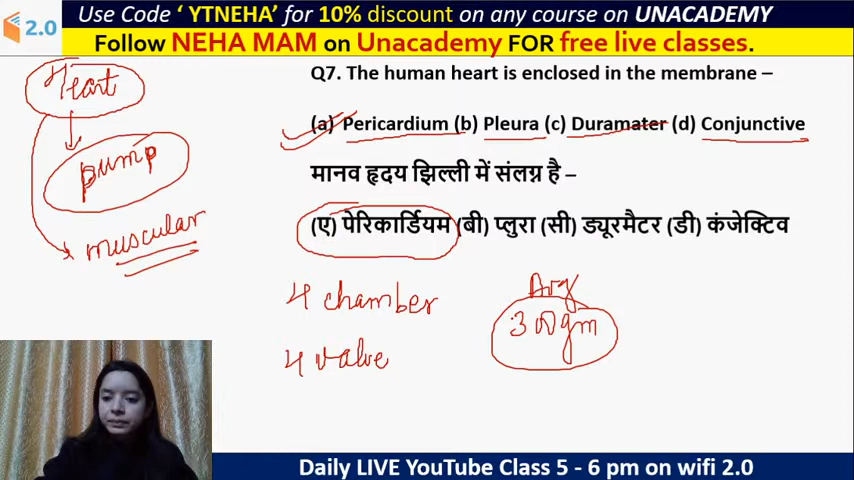 Use Code ‘ YTNEHA’ for 10% discount on any course on UNACADEMY
2.0
Follow NEHA MAM on Unacademy FOR free live classes.
Heart
pump
muscular
Q7. The human heart is enclosed in the membrane –
(a) Pericardium (b) Pleura (c) Duramater (d) Conjunctive
मानव हृदय झिल्ली में संलग्न है –
(ए) पेरिकार्डियम (बी) प्लुरा (सी) ड्यूरमैटर (डी) कंजेक्टिव
4 chamber
4 valve
Avg
300gm
Daily LIVE YouTube Class 5 - 6 pm on wifi 2.0